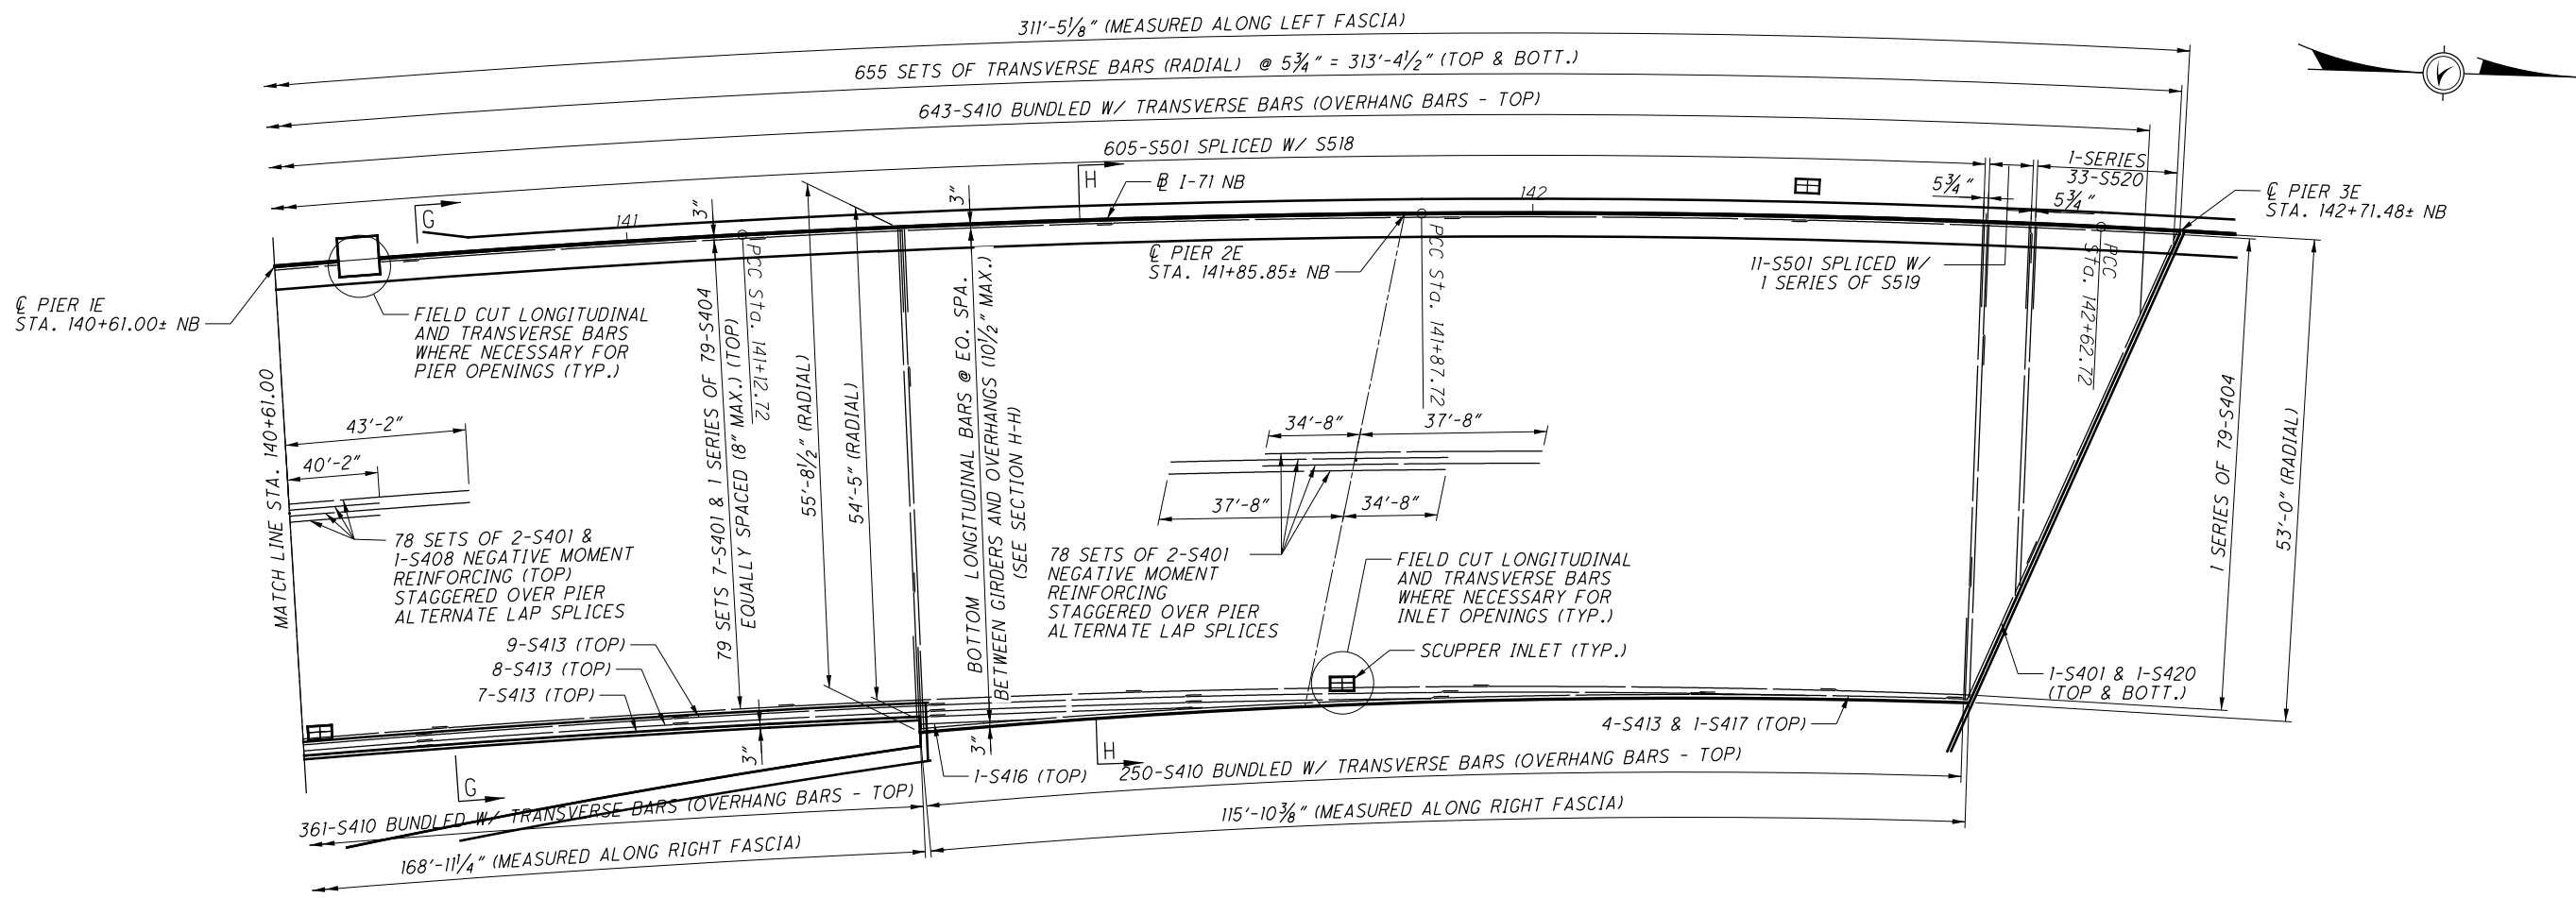 311'-5⅛" (MEASURED ALONG LEFT FASCIA)
655 SETS OF TRANSVERSE BARS (RADIAL) @ 5¾" = 313'-4½" (TOP & BOTT.)
643-S410 BUNDLED W/ TRANSVERSE BARS (OVERHANG BARS - TOP)
605-S501 SPLICED W/ S518
1-SERIES
33-S520
5¾"
5¾"
H
℄ I-71 NB
G
141
142
3"
3"
℄ PIER 3E
STA. 142+71.48± NB
℄ PIER 2E
STA. 141+85.85± NB
11-S501 SPLICED W/
1 SERIES OF S519
PCC
Sta. 142+62.72
PCC Sta. 141+12.72
PCC Sta. 141+87.72
℄ PIER 1E
STA. 140+61.00± NB
FIELD CUT LONGITUDINAL
AND TRANSVERSE BARS
WHERE NECESSARY FOR
PIER OPENINGS (TYP.)
MATCH LINE STA. 140+61.00
43'-2"
40'-2"
79 SETS 7-S401 & 1 SERIES OF 79-S404
EQUALLY SPACED (8" MAX.) (TOP)
55'-8½" (RADIAL)
54'-5" (RADIAL)
BOTTOM LONGITUDINAL BARS @ EQ. SPA.
BETWEEN GIRDERS AND OVERHANGS (10½" MAX.)
(SEE SECTION H-H)
34'-8"
37'-8"
37'-8"
34'-8"
1 SERIES OF 79-S404
53'-0" (RADIAL)
78 SETS OF 2-S401 &
1-S408 NEGATIVE MOMENT
REINFORCING (TOP)
STAGGERED OVER PIER
ALTERNATE LAP SPLICES
78 SETS OF 2-S401
NEGATIVE MOMENT
REINFORCING
STAGGERED OVER PIER
ALTERNATE LAP SPLICES
FIELD CUT LONGITUDINAL
AND TRANSVERSE BARS
WHERE NECESSARY FOR
INLET OPENINGS (TYP.)
SCUPPER INLET (TYP.)
9-S413 (TOP)
8-S413 (TOP)
7-S413 (TOP)
1-S401 & 1-S420
(TOP & BOTT.)
4-S413 & 1-S417 (TOP)
3"
3"
H
G
1-S416 (TOP)
250-S410 BUNDLED W/ TRANSVERSE BARS (OVERHANG BARS - TOP)
361-S410 BUNDLED W/ TRANSVERSE BARS (OVERHANG BARS - TOP)
115'-10⅜" (MEASURED ALONG RIGHT FASCIA)
168'-11¼" (MEASURED ALONG RIGHT FASCIA)